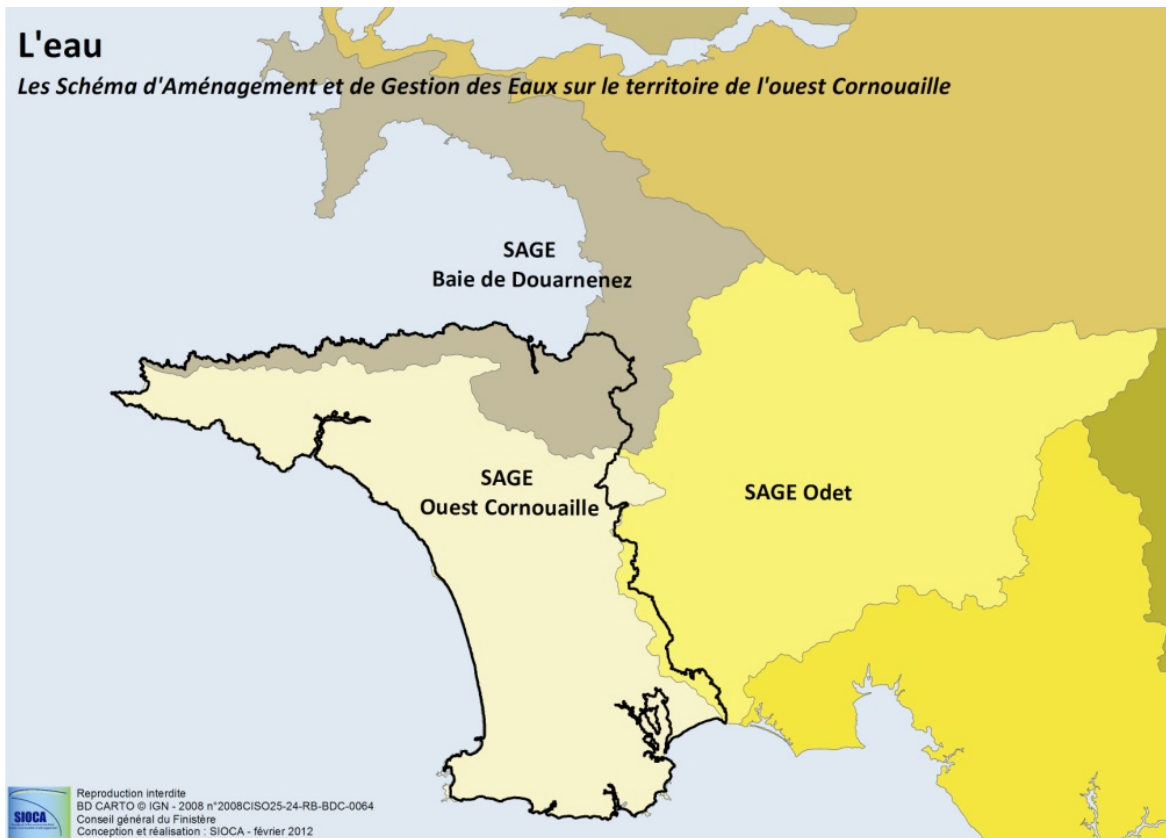 L'eau
Les Schéma d'Aménagement et de Gestion des Eaux sur le territoire de l'ouest Cornouaille
SAGE
Baie de Douarnenez
SAGE
Ouest Cornouaille
SAGE Odet
SIOCA
Reproduction interdite
BD CARTO © IGN - 2008 n°2008CISO25-24-RB-BDC-0064
Conseil général du Finistère
Conception et réalisation : SIOCA - février 2012